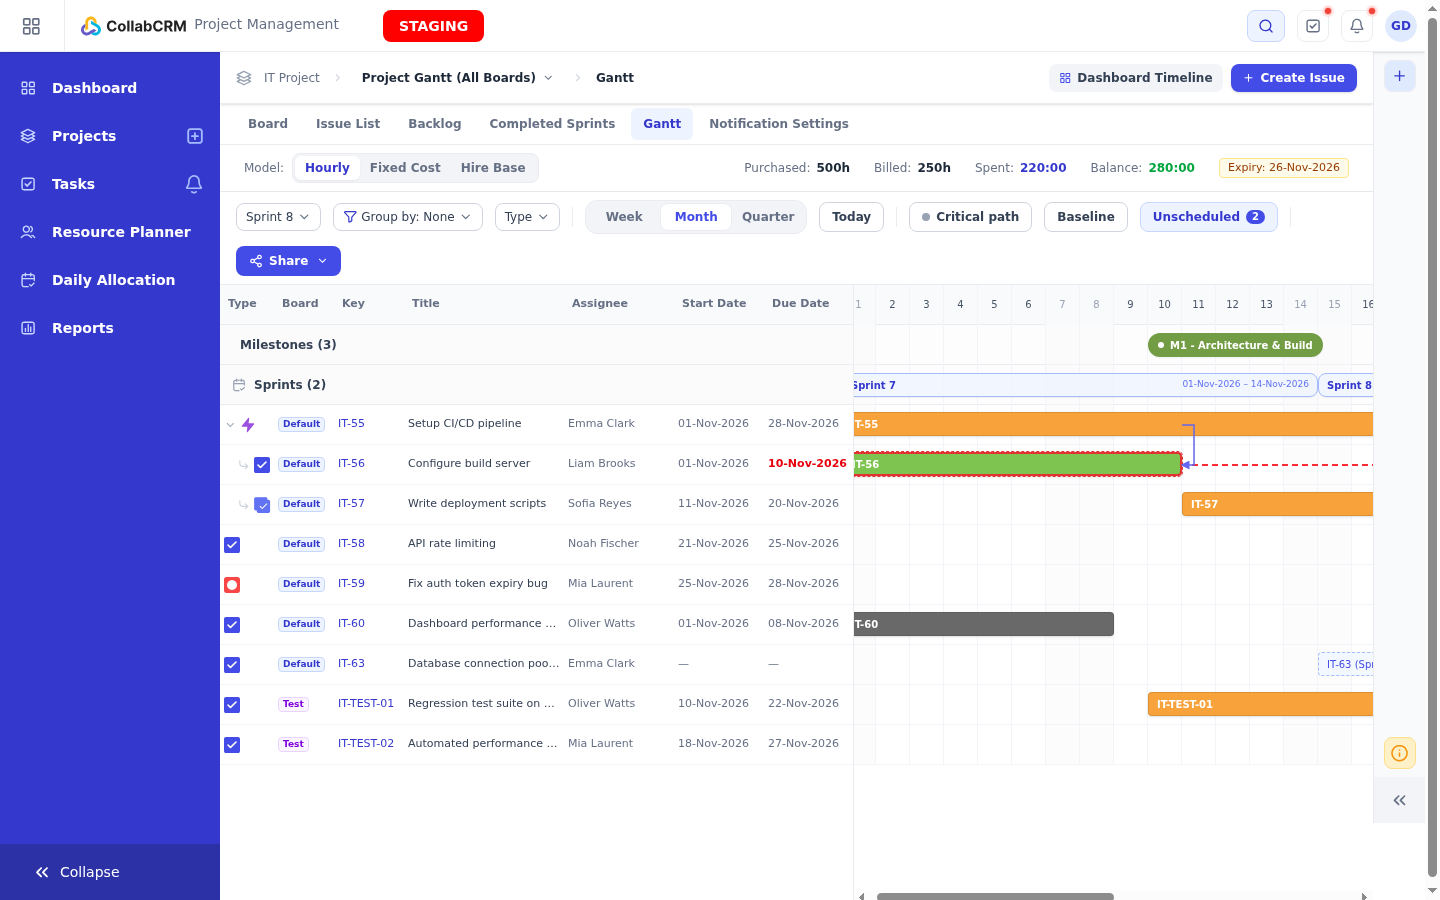 CollabCRM Project Management STAGING GD
Dashboard
Projects
Tasks
Resource Planner
Daily Allocation
Reports
Collapse
IT Project Project Gantt (All Boards) Gantt Dashboard Timeline + Create Issue
Board Issue List Backlog Completed Sprints Gantt Notification Settings
Model: Hourly Fixed Cost Hire Base Purchased: 500h Billed: 250h Spent: 220:00 Balance: 280:00 Expiry: 26-Nov-2026
Sprint 8 Group by: None Type Week Month Quarter Today Critical path Baseline Unscheduled 2
Share
Type Board Key Title Assignee Start Date Due Date 1 2 3 4 5 6 7 8 9 10 11 12 13 14 15 16
Milestones (3) M1 - Architecture & Build
Sprints (2) Sprint 7 01-Nov-2026 – 14-Nov-2026 Sprint 8
Default IT-55 Setup CI/CD pipeline Emma Clark 01-Nov-2026 28-Nov-2026 IT-55
Default IT-56 Configure build server Liam Brooks 01-Nov-2026 10-Nov-2026 IT-56
Default IT-57 Write deployment scripts Sofia Reyes 11-Nov-2026 20-Nov-2026 IT-57
Default IT-58 API rate limiting Noah Fischer 21-Nov-2026 25-Nov-2026
Default IT-59 Fix auth token expiry bug Mia Laurent 25-Nov-2026 28-Nov-2026
Default IT-60 Dashboard performance ... Oliver Watts 01-Nov-2026 08-Nov-2026 IT-60
Default IT-63 Database connection poo... Emma Clark — — IT-63 (Spr
Test IT-TEST-01 Regression test suite on ... Oliver Watts 10-Nov-2026 22-Nov-2026 IT-TEST-01
Test IT-TEST-02 Automated performance ... Mia Laurent 18-Nov-2026 27-Nov-2026